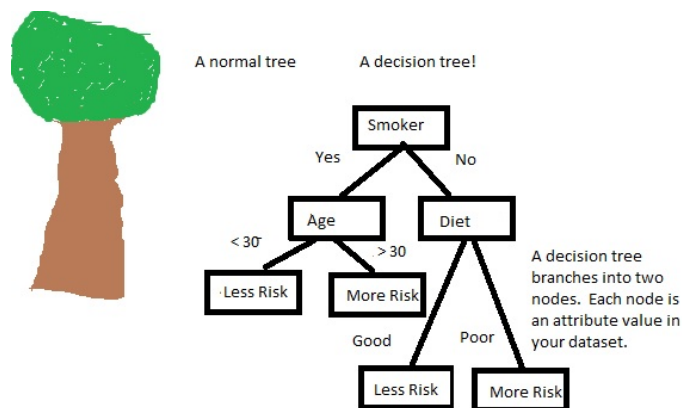 A normal tree
A decision tree!
Smoker
Yes
No
Age
Diet
< 30
> 30
Less Risk
More Risk
A decision tree
branches into two
nodes. Each node is
an attribute value in
your dataset.
Good
Poor
Less Risk
More Risk